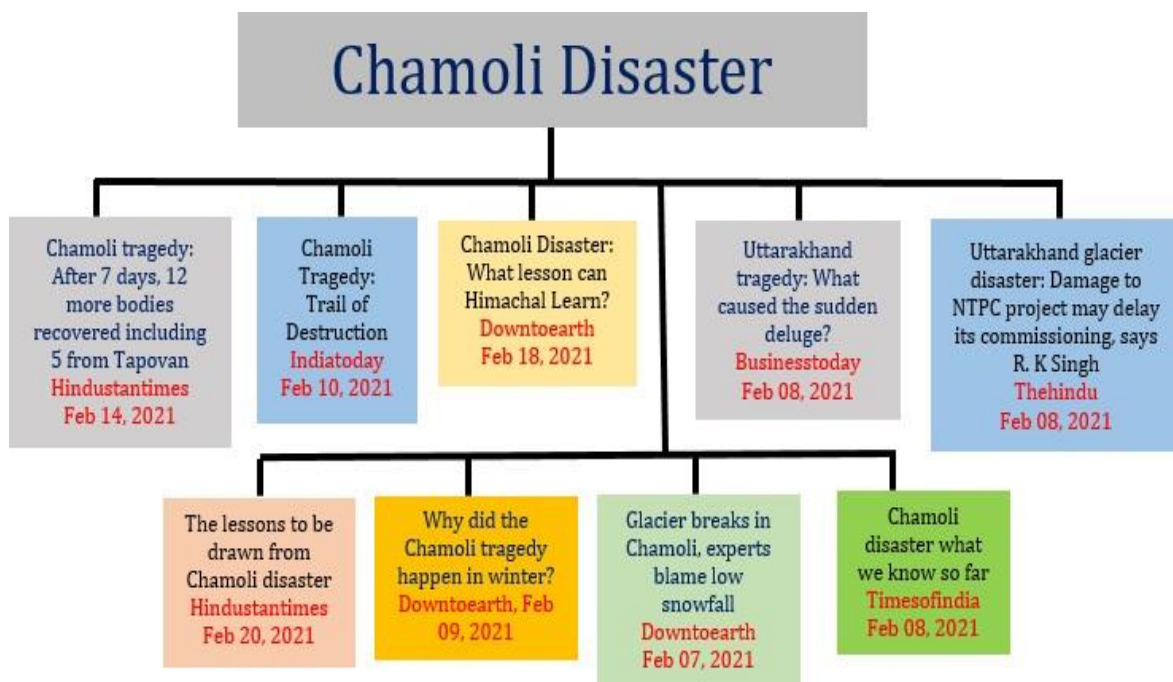 Chamoli Disaster
Chamoli tragedy:
After 7 days, 12
more bodies
recovered including
5 from Tapovan
Hindustantimes
Feb 14, 2021
Chamoli
Tragedy:
Trail of
Destruction
Indiatoday
Feb 10, 2021
Chamoli Disaster:
What lesson can
Himachal Learn?
Downtoearth
Feb 18, 2021
Uttarakhand
tragedy: What
caused the sudden
deluge?
Businesstoday
Feb 08, 2021
Uttarakhand glacier
disaster: Damage to
NTPC project may delay
its commissioning, says
R. K Singh
Thehindu
Feb 08, 2021
The lessons to be
drawn from
Chamoli disaster
Hindustantimes
Feb 20, 2021
Why did the
Chamoli tragedy
happen in winter?
Downtoearth, Feb
09, 2021
Glacier breaks in
Chamoli, experts
blame low
snowfall
Downtoearth
Feb 07, 2021
Chamoli
disaster what
we know so far
Timesofindia
Feb 08, 2021